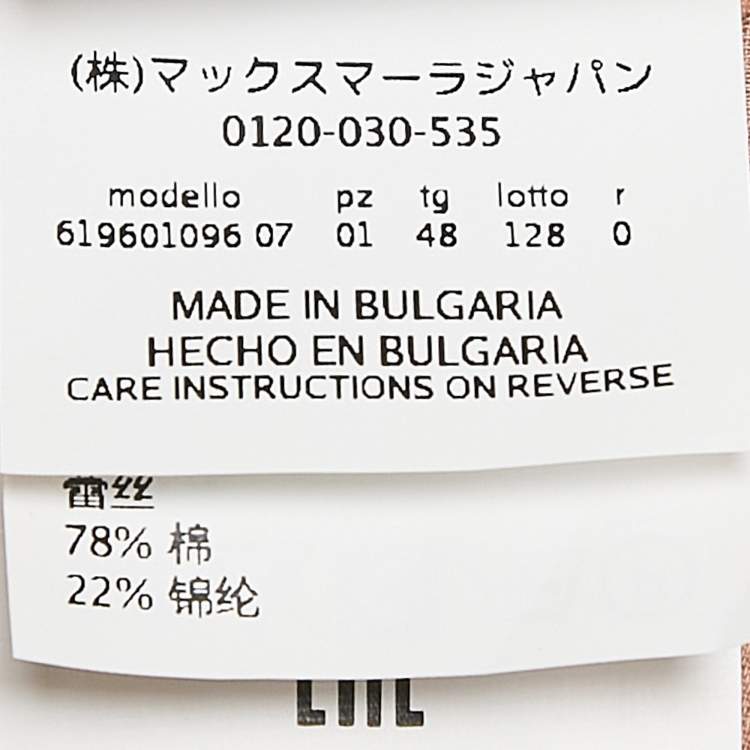 (株)マックスマーラジャパン
0120-030-535
modello pz tg lotto r
619601096 07 01 48 128 0
MADE IN BULGARIA
HECHO EN BULGARIA
CARE INSTRUCTIONS ON REVERSE
蕾丝
78% 棉
22% 锦纶